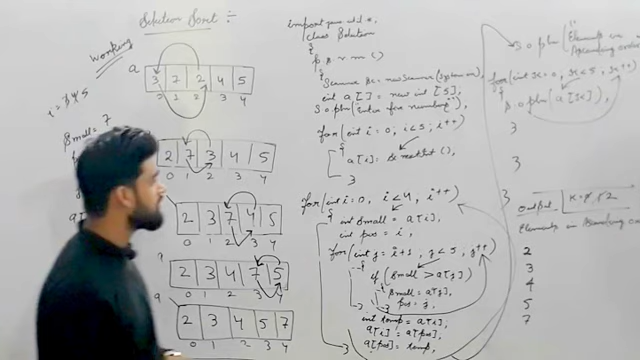 Selection Sort :-
Working
a
3 7 2 4 5
0 1 2 3 4
Small = 7
2 7 3 4 5
0 1 2 3 4
2 3 7 4 5
0 1 2 3 4
a
2 3 4 7 5
0 1 2 3 4
a
2 3 4 5 7
0 1 2 3 4
import java.util.*;
class Selution
{
p. s v m ()
{
Scanner sc = new Scanner(System.in);
int a[] = new int [5];
S o pln ("Enter five numbers");
for(int i = 0; i<5; i++)
{
a[i] = sc.nextInt();
}
for(int i=0, i<4, i++)
{
int small = a[i];
int pos = i;
for(int j = i+1, j<5, j++)
{
if (small > a[j])
{
small = a[j];
pos = j;
}
}
int temp = a[i];
a[i] = a[pos];
a[pos] = temp;
}
S o pln ("Elements in
Ascending order
for(int x = 0, x<5, x++)
{
S.o pln (a[x]);
}
}
}
Output
Elements in Ascending
2
3
4
5
7